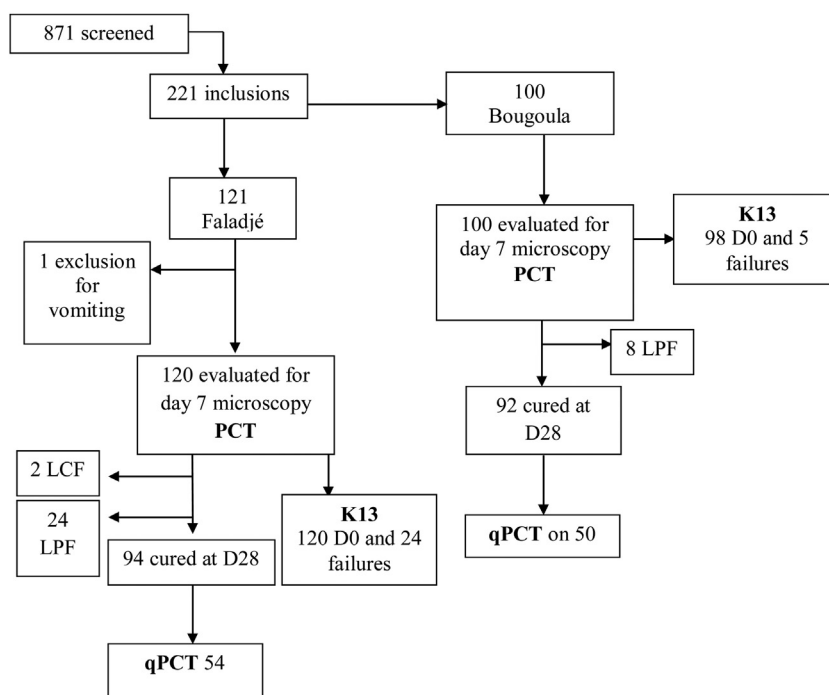 871 screened
221 inclusions
100
Bougoula
121
Faladjé
100 evaluated for
day 7 microscopy
PCT
K13
98 D0 and 5
failures
1 exclusion
for
vomiting
8 LPF
120 evaluated for
day 7 microscopy
PCT
92 cured at
D28
2 LCF
24
LPF
K13
120 D0 and 24
failures
qPCT on 50
94 cured at D28
qPCT 54